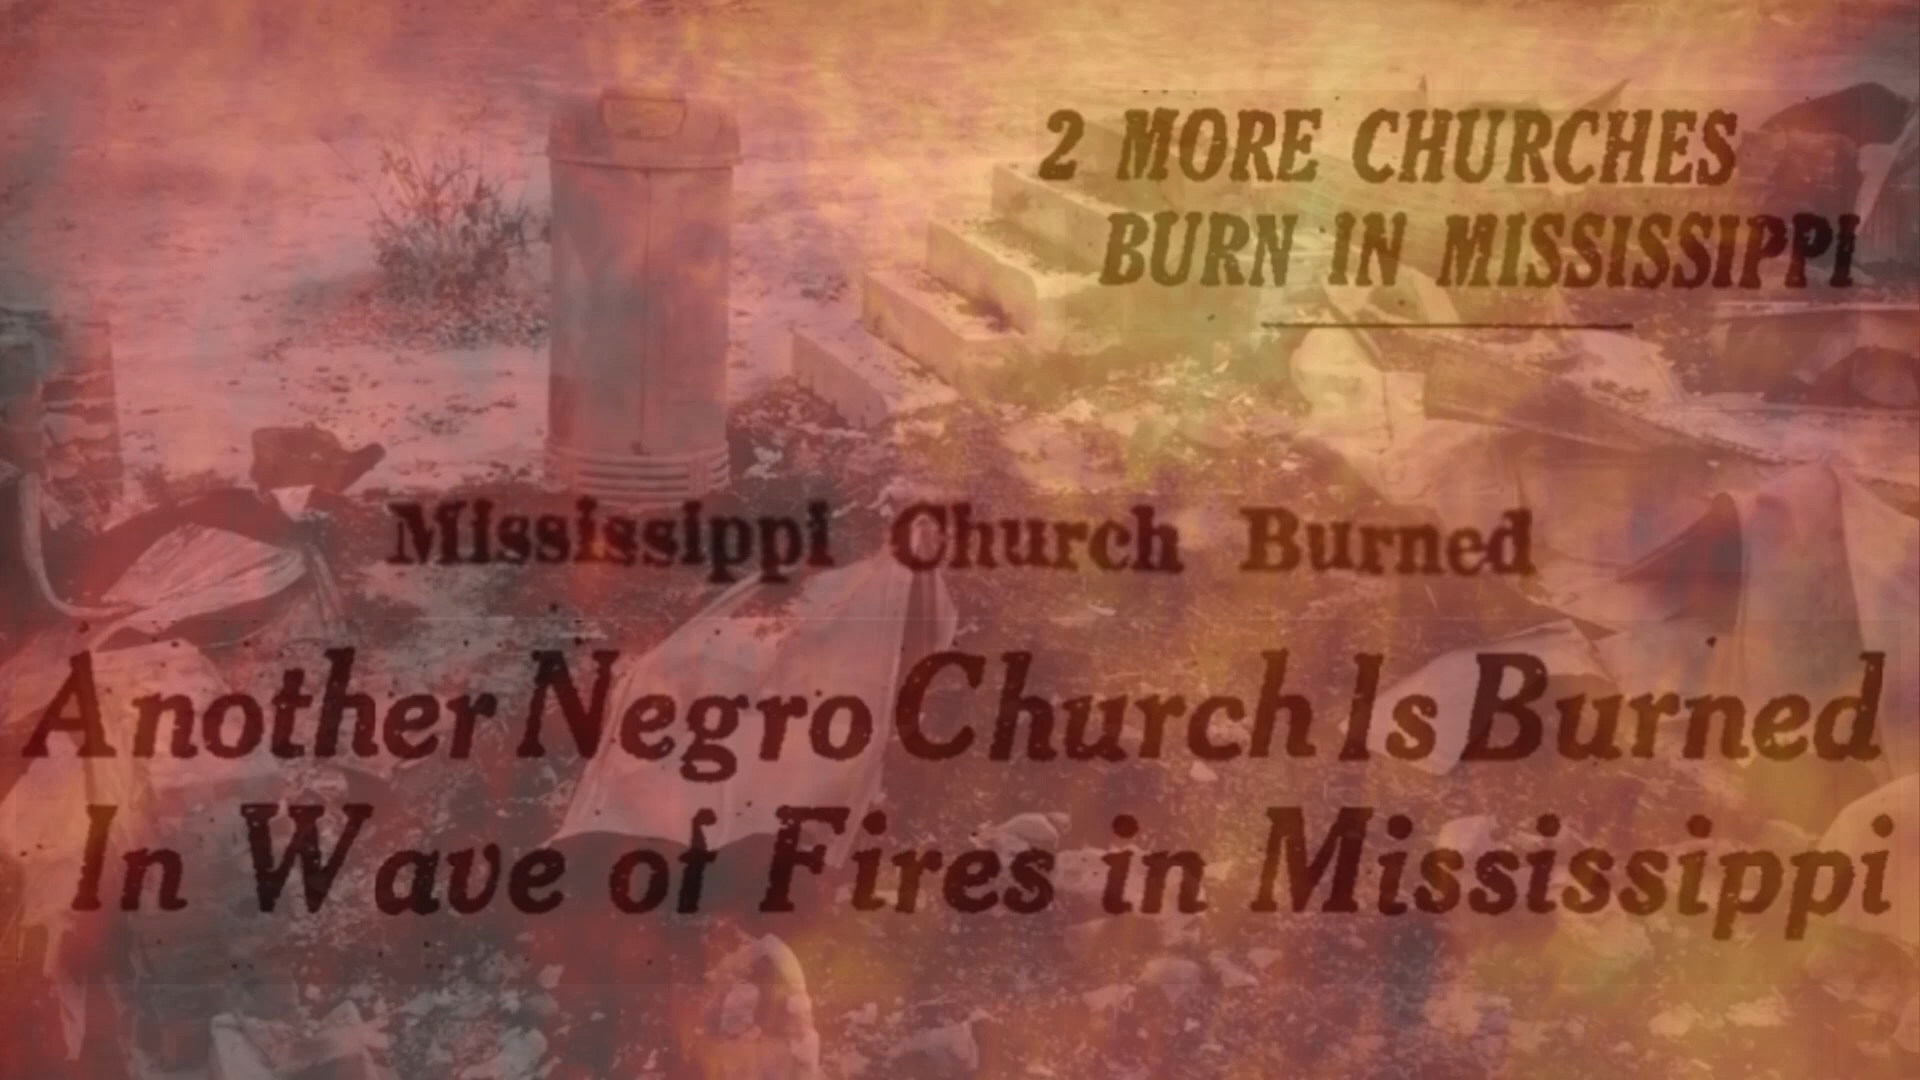 2 MORE CHURCHES
BURN IN MISSISSIPPI
Mississippi Church Burned
Another Negro Church Is Burned
In Wave of Fires in Mississippi